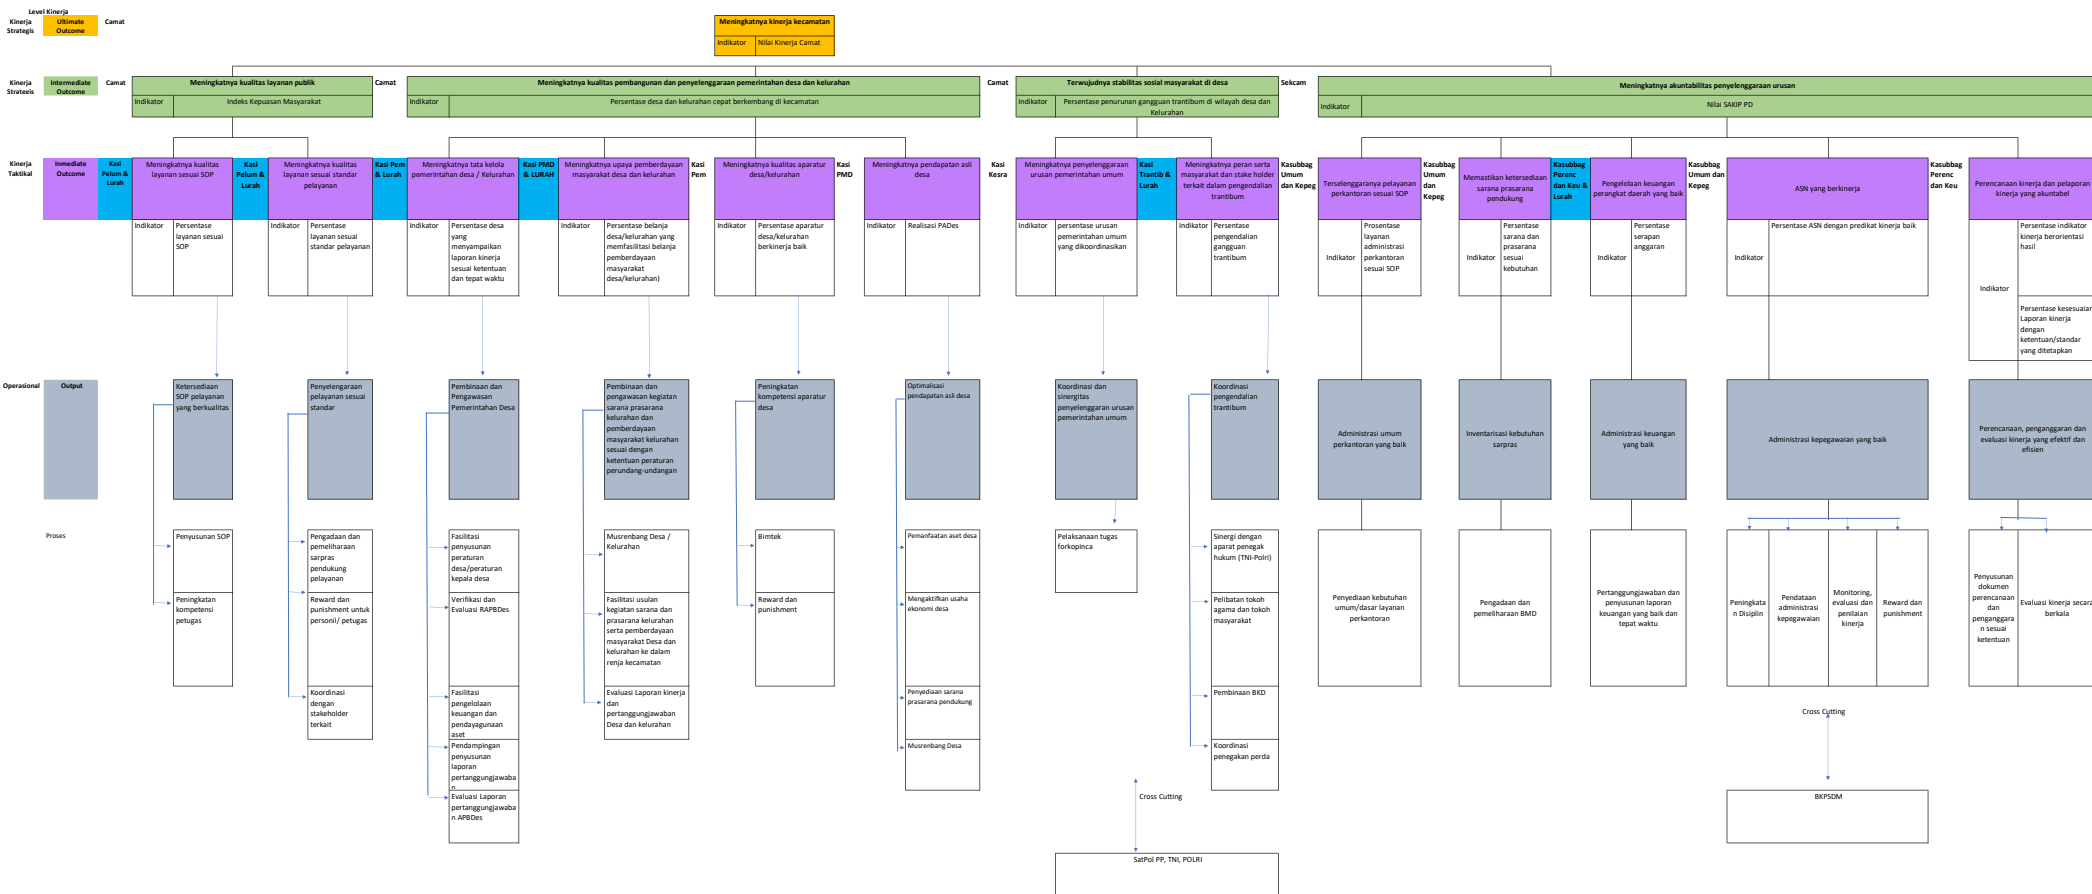 Level Kinerja
Kinerja
Strategis
Ultimate
Outcome
Camat
Meningkatnya kinerja kecamatan
Indikator
Nilai Kinerja Camat
Kinerja
Strategis
Intermediate
Outcome
Camat
Meningkatnya kualitas layanan publik
Indikator
Indeks Kepuasan Masyarakat
Camat
Meningkatnya kualitas pembangunan dan penyelenggaraan pemerintahan desa dan kelurahan
Indikator
Persentase desa dan kelurahan cepat berkembang di kecamatan
Camat
Terwujudnya stabilitas sosial masyarakat di desa
Indikator
Persentase penurunan gangguan trantibum di wilayah desa dan
Kelurahan
Sekcam
Meningkatnya akuntabilitas penyelenggaraan urusan
Indikator
Nilai SAKIP PD
Kinerja
Taktikal
Inmediate
Outcome
Kasi
Pelum &
Lurah
Meningkatnya kualitas
layanan sesuai SOP
Kasi
Pelum &
Lurah
Meningkatnya kualitas
layanan sesuai standar
pelayanan
Kasi Pem
& Lurah
Meningkatnya tata kelola
pemerintahan desa / Kelurahan
Kasi PMD
& LURAH
Meningkatnya upaya pemberdayaan
masyarakat desa dan kelurahan
Kasi
Pem
Meningkatnya kualitas aparatur
desa/kelurahan
Kasi
PMD
Meningkatnya pendapatan asli
desa
Kasi
Kesra
Meningkatnya penyelenggaraan
urusan pemerintahan umum
Kasi
Trantib &
Lurah
Meningkatnya peran serta
masyarakat dan stake holder
terkait dalam pengendalian
trantibum
Kasubbag
Umum
dan Kepeg
Terselenggaranya pelayanan
perkantoran sesuai SOP
Kasubbag
Umum
dan
Kepeg
Memastikan ketersediaan
sarana prasarana
pendukung
Kasubbag
Perenc
dan Keu &
Lurah
Pengelolaan keuangan
perangkat daerah yang baik
Kasubbag
Umum dan
Kepeg
ASN yang berkinerja
Kasubbag
Perenc
dan Keu
Perencanaan kinerja dan pelaporan
kinerja yang akuntabel
Indikator
Persentase
layanan sesuai
SOP
Indikator
Persentase
layanan sesuai
standar pelayanan
Indikator
Persentase desa
yang
menyampaikan
laporan kinerja
sesuai ketentuan
dan tepat waktu
Indikator
Persentase belanja
desa/kelurahan yang
memfasilitasi belanja
pemberdayaan
masyarakat
desa/kelurahan)
Indikator
Persentase aparatur
desa/kelurahan
berkinerja baik
Indikator
Realisasi PADes
Indikator
persentase urusan
pemerintahan umum
yang dikoordinasikan
Indikator
Persentase
pengendalian
gangguan
trantibum
Indikator
Prosentase
layanan
administrasi
perkantoran
sesuai SOP
Indikator
Persentase
sarana dan
prasarana
sesuai
kebutuhan
Indikator
Persentase
serapan
anggaran
Indikator
Persentase ASN dengan predikat kinerja baik
Indikator
Persentase indikator
kinerja berorientasi
hasil
Persentase kesesuaian
Laporan kinerja
dengan
ketentuan/standar
yang ditetapkan
Operasional
Output
Ketersediaan
SOP pelayanan
yang berkualitas
Penyelengaraan
pelayanan sesuai
standar
Pembinaan dan
Pengawasan
Pemerintahan Desa
Pembinaan dan
pengawasan kegiatan
sarana prasarana
kelurahan dan
pemberdayaan
masyarakat kelurahan
sesuai dengan
ketentuan peraturan
perundang-undangan
Peningkatan
kompetensi aparatur
desa
Optimalisasi
pendapatan asli desa
Koordinasi dan
sinergitas
penyelenggaran urusan
pemerintahan umum
Koordinasi
pengendalian
trantibum
Administrasi umum
perkantoran yang baik
Inventarisasi kebutuhan
sarpras
Administrasi keuangan
yang baik
Administrasi kepegawaian yang baik
Perencanaan, penganggaran dan
evaluasi kinerja yang efektif dan
efisien
Proses
Penyusunan SOP
Peningkatan
kompetensi
petugas
Pengadaan dan
pemeliharaan
sarpras
pendukung
pelayanan
Reward dan
punishment untuk
personil/ petugas
Koordinasi
dengan
stakeholder
terkait
Fasilitasi
penyusunan
peraturan
desa/peraturan
kepala desa
Verifikasi dan
Evaluasi RAPBDes
Fasilitasi
pengelolaan
keuangan dan
pendayagunaan
aset
Pendampingan
penyusunan
laporan
pertanggungjawaba
n
Evaluasi Laporan
pertanggungjawaba
n APBDes
Musrenbang Desa /
Kelurahan
Fasilitasi usulan
kegiatan sarana dan
prasarana kelurahan
serta pemberdayaan
masyarakat Desa dan
kelurahan ke dalam
renja kecamatan
Evaluasi Laporan kinerja
dan
pertanggungjawaban
Desa dan kelurahan
Bimtek
Reward dan
punishment
Pemanfaatan aset desa
Mengaktifkan usaha
ekonomi desa
Penyediaan sarana
prasarana pendukung
Musrenbang Desa
Pelaksanaan tugas
forkopinca
Sinergi dengan
aparat penegak
hukum (TNI-Polri)
Pelibatan tokoh
agama dan tokoh
masyarakat
Pembinaan BKD
Koordinasi
penegakan perda
Penyediaan kebutuhan
umum/dasar layanan
perkantoran
Pengadaan dan
pemeliharaan BMD
Pertanggungjawaban dan
penyusunan laporan
keuangan yang baik dan
tepat waktu
Peningkata
n Disiplin
Pendataan
administrasi
kepegawaian
Monitoring,
evaluasi dan
penilaian
kinerja
Reward dan
punishment
Penyusunan
dokumen
perencanaan
dan
penganggara
n sesuai
ketentuan
Evaluasi kinerja secara
berkala
Cross Cutting
BKPSDM
Cross Cutting
SatPol PP, TNI, POLRI